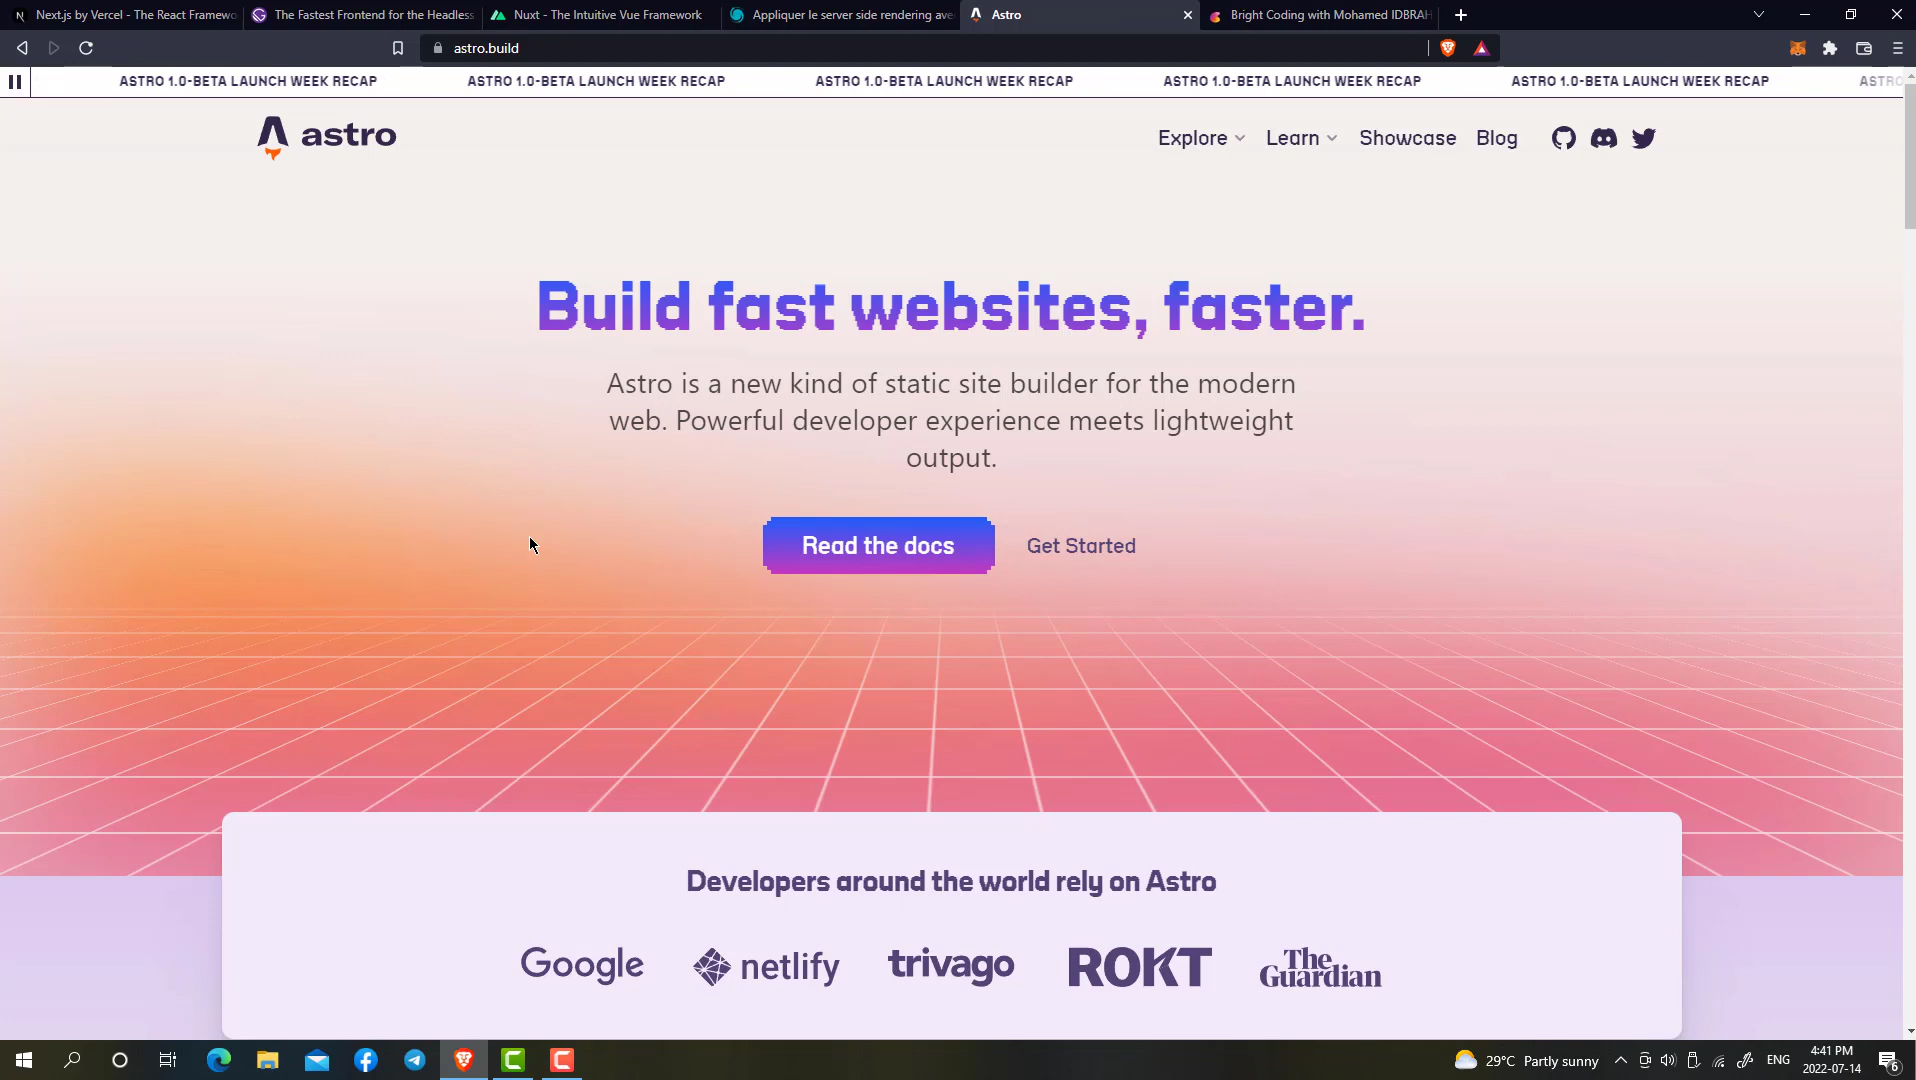 Next.js by Vercel - The React Framewo
The Fastest Frontend for the Headless
Nuxt - The Intuitive Vue Framework
Appliquer le server side rendering ave
Astro
Bright Coding with Mohamed IDBRAH
astro.build
ASTRO 1.0-BETA LAUNCH WEEK RECAP ASTRO 1.0-BETA LAUNCH WEEK RECAP ASTRO 1.0-BETA LAUNCH WEEK RECAP ASTRO 1.0-BETA LAUNCH WEEK RECAP ASTRO 1.0-BETA LAUNCH WEEK RECAP ASTRO
astro
Explore Learn Showcase Blog
Build fast websites, faster.
Astro is a new kind of static site builder for the modern
web. Powerful developer experience meets lightweight
output.
Read the docs Get Started
Developers around the world rely on Astro
Google netlify trivago ROKT The Guardian
29°C Partly sunny ENG
4:41 PM
2022-07-14
6